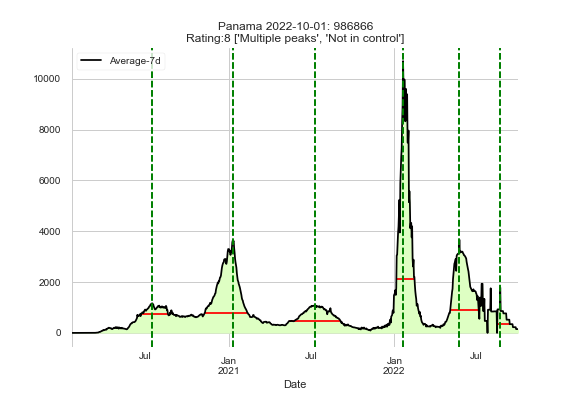 Panama 2022-10-01: 986866
Rating:8 ['Multiple peaks', 'Not in control']
Average-7d
10000
8000
6000
4000
2000
0
Jul
Jan
2021
Jul
Jan
2022
Jul
Date